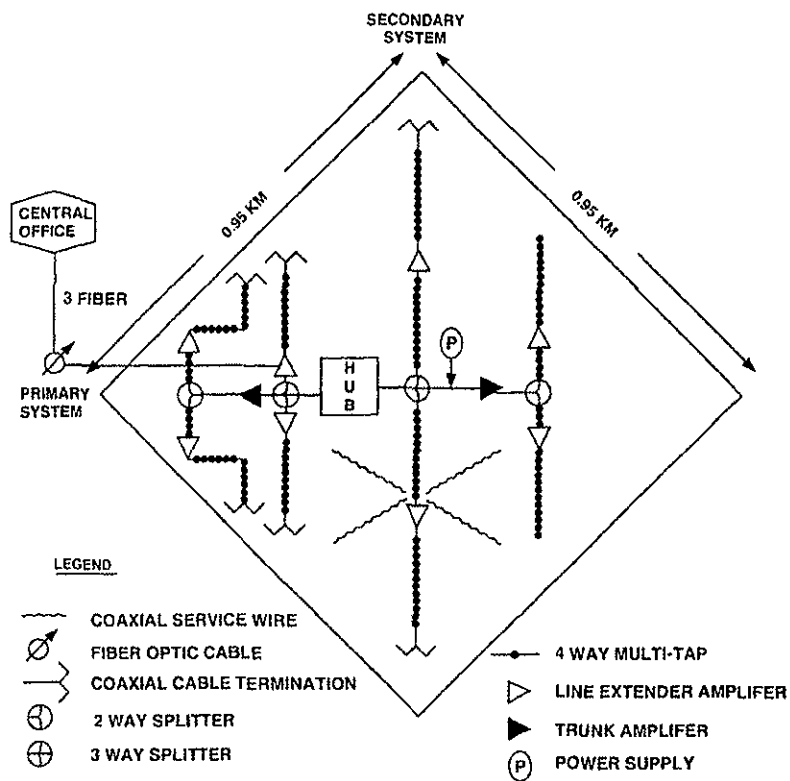 SECONDARY
SYSTEM
0.95 KM
0.95 KM
CENTRAL
OFFICE
3 FIBER
PRIMARY
SYSTEM
H
U
B
P
LEGEND
COAXIAL SERVICE WIRE
FIBER OPTIC CABLE
COAXIAL CABLE TERMINATION
2 WAY SPLITTER
3 WAY SPLITTER
4 WAY MULTI-TAP
LINE EXTENDER AMPLIFER
TRUNK AMPLIFER
P
POWER SUPPLY